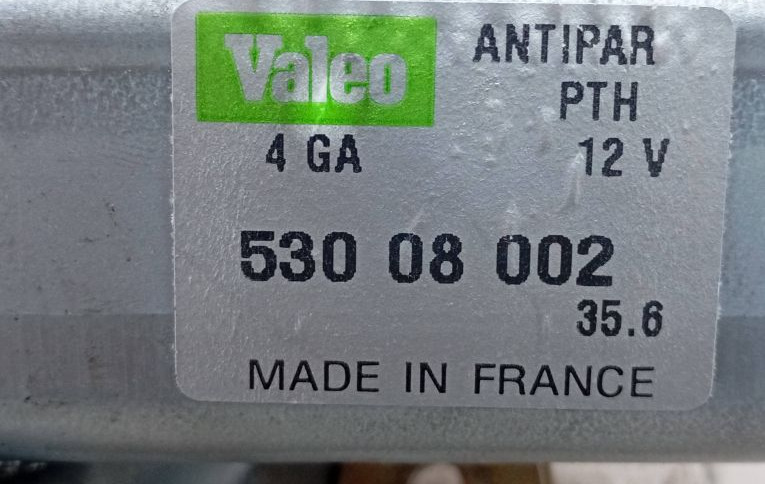 Valeo ANTIPAR
PTH
4 GA 12 V
530 08 002
35.6
MADE IN FRANCE